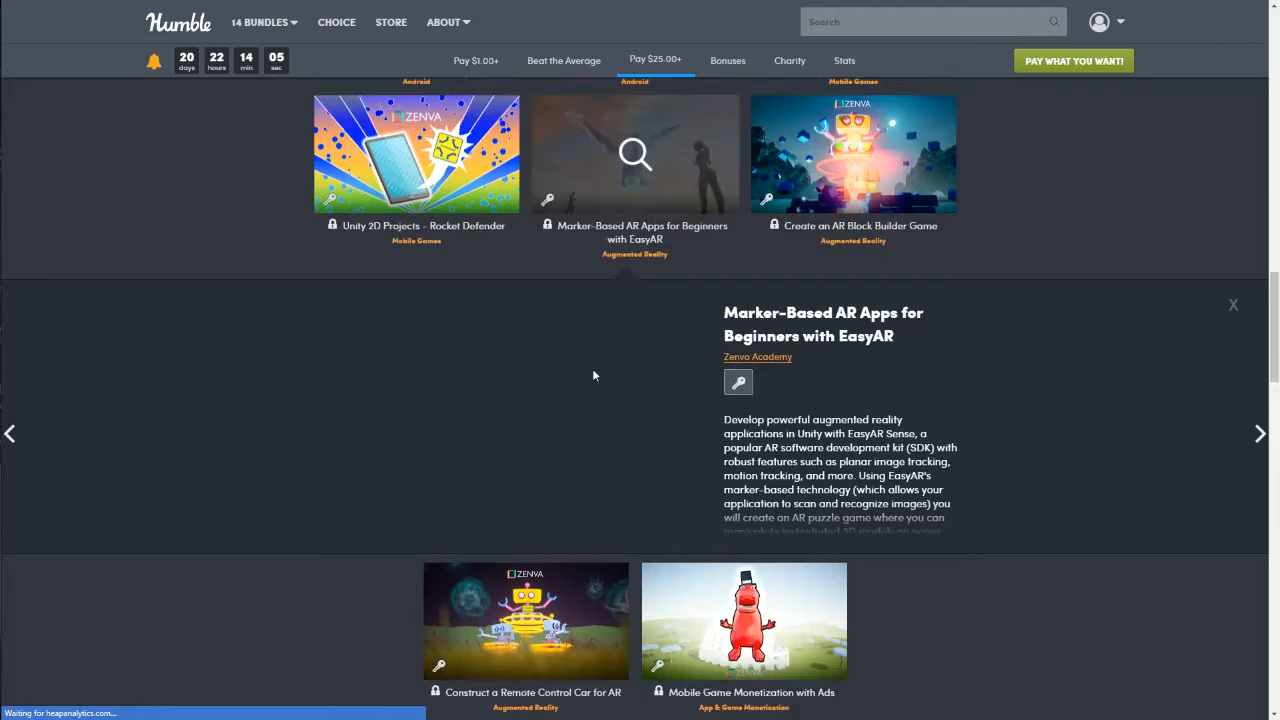 Humble
14 BUNDLES
CHOICE
STORE
ABOUT
Search
20
days
22
hours
14
min
05
sec
Pay $1.00+
Beat the Average
Pay $25.00+
Bonuses
Charity
Stats
PAY WHAT YOU WANT!
Android
Android
Mobile Games
ZENVA
ZENVA
Unity 2D Projects - Rocket Defender
Mobile Games
Marker-Based AR Apps for Beginners
with EasyAR
Augmented Reality
Create an AR Block Builder Game
Augmented Reality
X
Marker-Based AR Apps for
Beginners with EasyAR
Zenva Academy
Develop powerful augmented reality
applications in Unity with EasyAR Sense, a
popular AR software development kit (SDK) with
robust features such as planar image tracking,
motion tracking, and more. Using EasyAR's
marker-based technology (which allows your
application to scan and recognize images) you
will create an AR puzzle game where you can
ZENVA
ZENVA
Construct a Remote Control Car for AR
Augmented Reality
Mobile Game Monetization with Ads
App & Game Monetization
Waiting for heapanalytics.com...